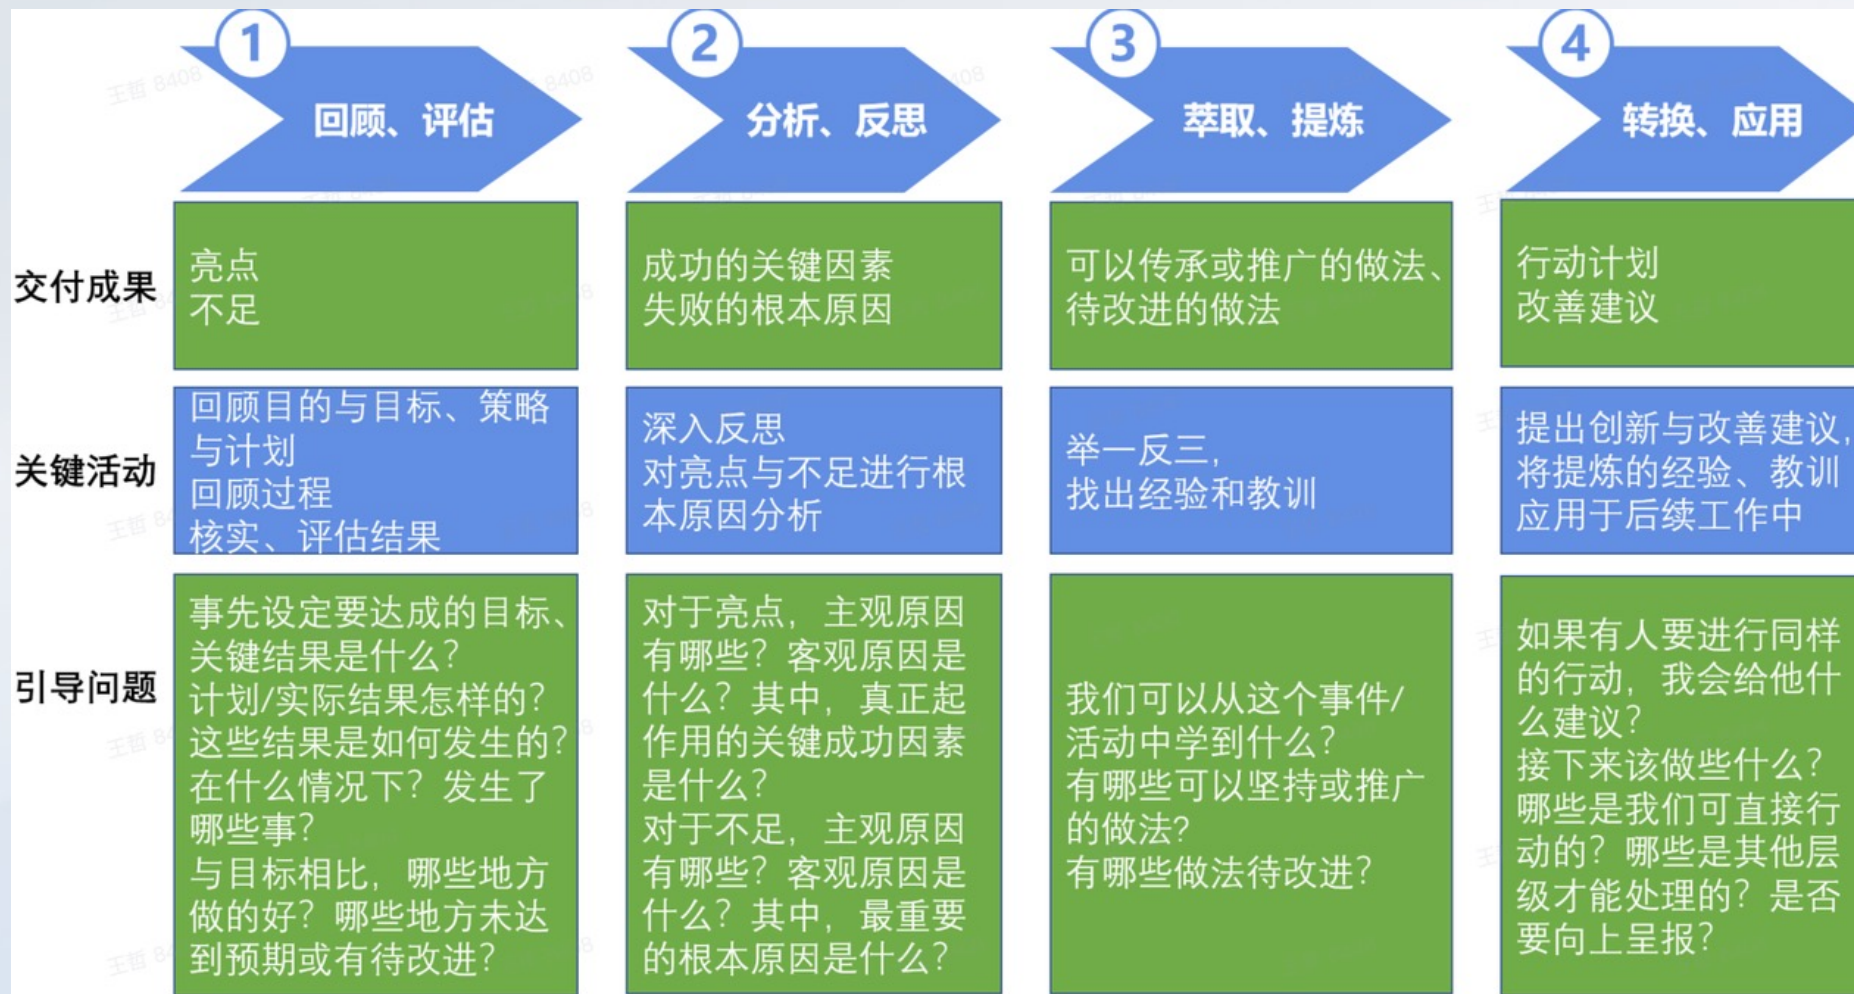 1
回顾、评估
2
分析、反思
3
萃取、提炼
4
转换、应用
交付成果
亮点
不足
成功的关键因素
失败的根本原因
可以传承或推广的做法、
待改进的做法
行动计划
改善建议
关键活动
回顾目的与目标、策略
与计划
回顾过程
核实、评估结果
深入反思
对亮点与不足进行根
本原因分析
举一反三，
找出经验和教训
提出创新与改善建议，
将提炼的经验、教训
应用于后续工作中
引导问题
事先设定要达成的目标、
关键结果是什么？
计划/实际结果怎样的？
这些结果是如何发生的？
在什么情况下？发生了
哪些事？
与目标相比，哪些地方
做的好？哪些地方未达
到预期或有待改进？
对于亮点，主观原因
有哪些？客观原因是
什么？其中，真正起
作用的关键成功因素
是什么？
对于不足，主观原因
有哪些？客观原因是
什么？其中，最重要
的根本原因是什么？
我们可以从这个事件/
活动中学到什么？
有哪些可以坚持或推广
的做法？
有哪些做法待改进？
如果有人要进行同样
的行动，我会给他什
么建议？
接下来该做些什么？
哪些是我们可直接行
动的？哪些是其他层
级才能处理的？是否
要向上呈报？
王哲 8408